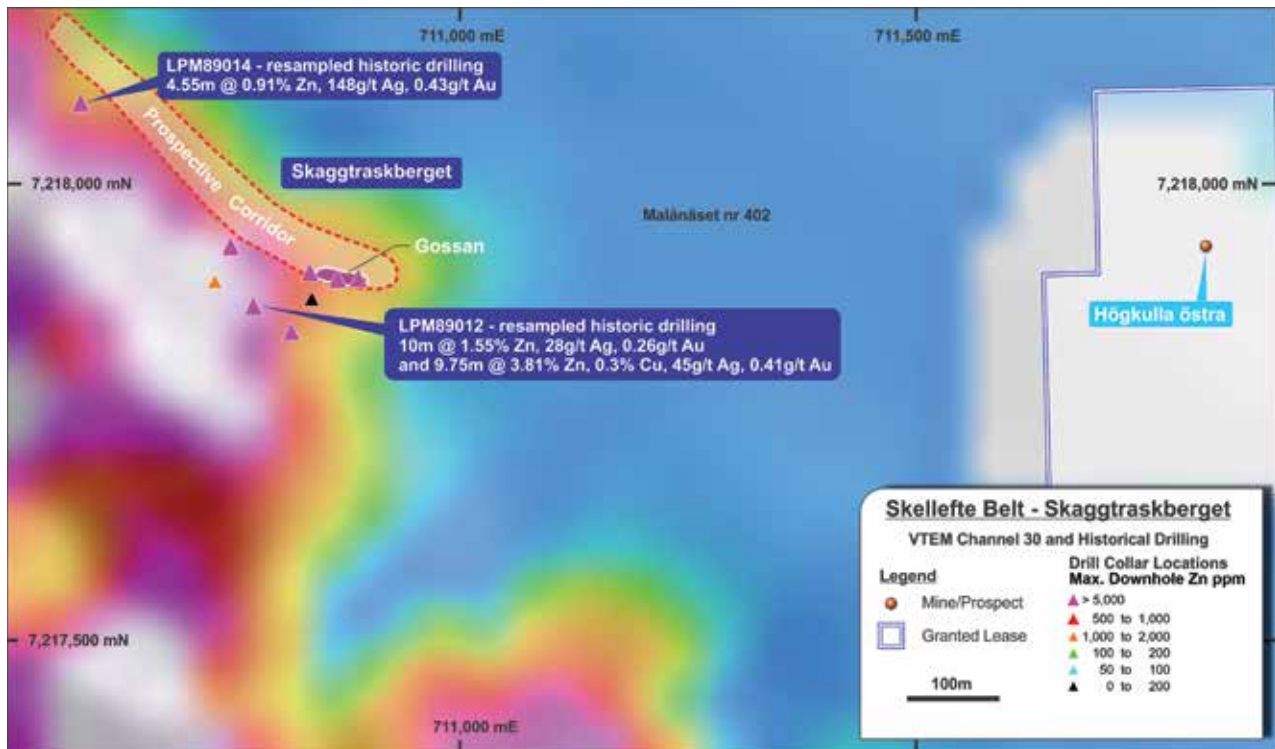 711,000 mE
711,500 mE
LPM89014 - resampled historic drilling
4.55m @ 0.91% Zn, 148g/t Ag, 0.43g/t Au
Prospective Corridor
Skaggtraskberget
7,218,000 mN
7,218,000 mN
Malånäset nr 402
Gossan
Högkulla östra
LPM89012 - resampled historic drilling
10m @ 1.55% Zn, 28g/t Ag, 0.26g/t Au
and 9.75m @ 3.81% Zn, 0.3% Cu, 45g/t Ag, 0.41g/t Au
7,217,500 mN
711,000 mE
Skellefte Belt - Skaggtraskberget
VTEM Channel 30 and Historical Drilling
Legend
Mine/Prospect
Granted Lease
100m
Drill Collar Locations
Max. Downhole Zn ppm
> 5,000
500 to 1,000
1,000 to 2,000
100 to 200
50 to 100
0 to 200